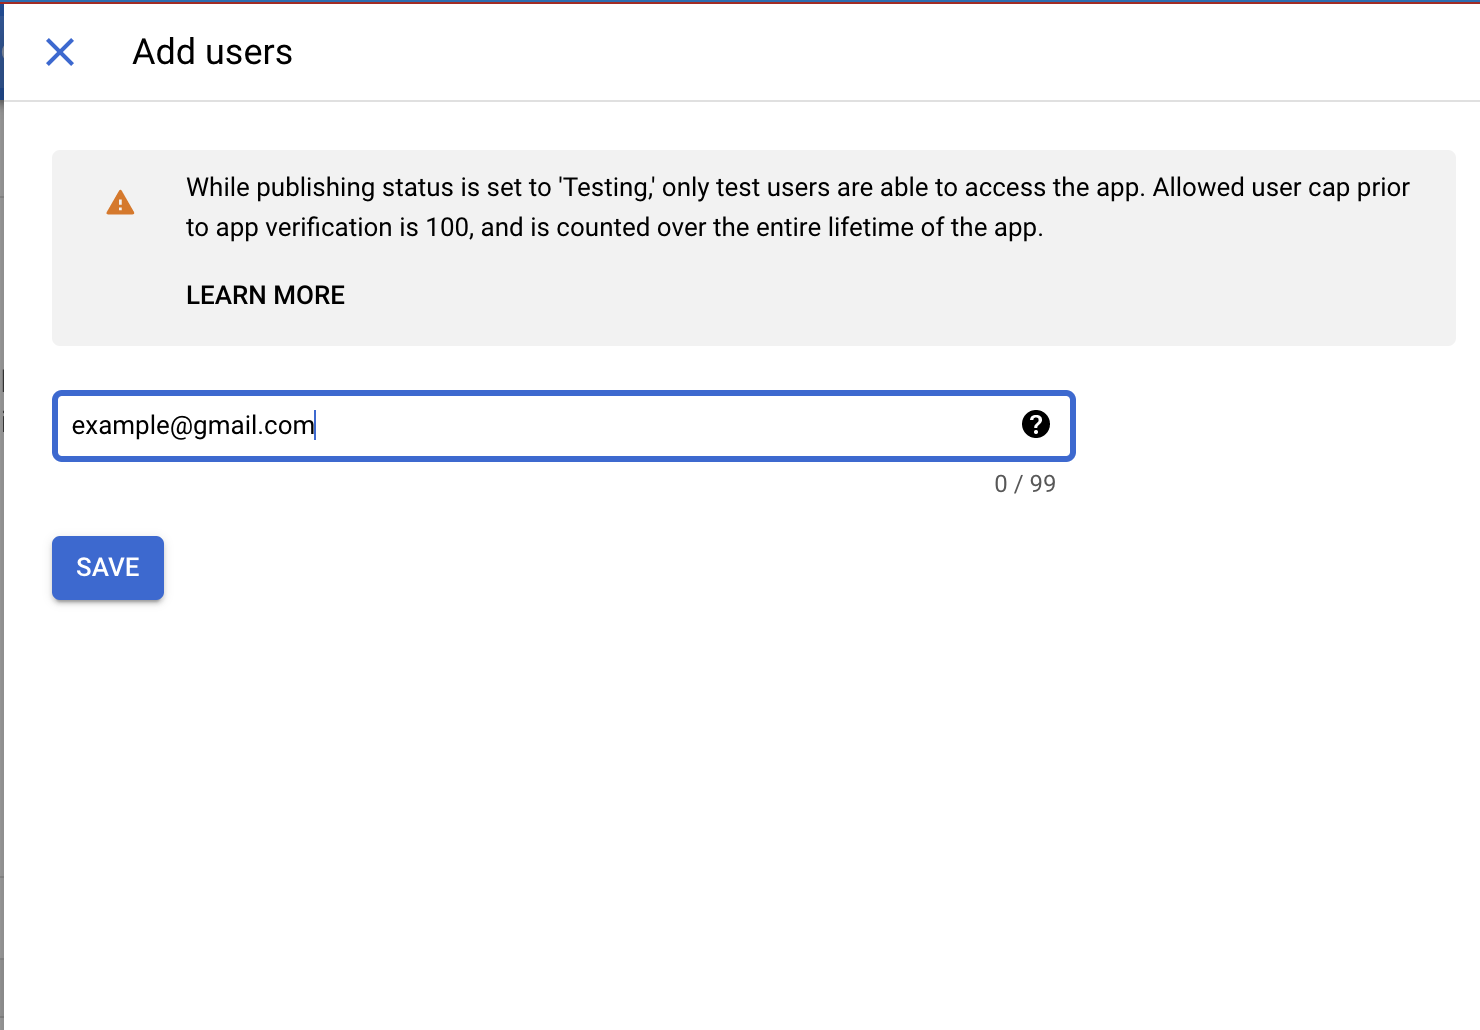 Add users
While publishing status is set to 'Testing,' only test users are able to access the app. Allowed user cap prior
to app verification is 100, and is counted over the entire lifetime of the app.
LEARN MORE
example@gmail.com
0 / 99
SAVE